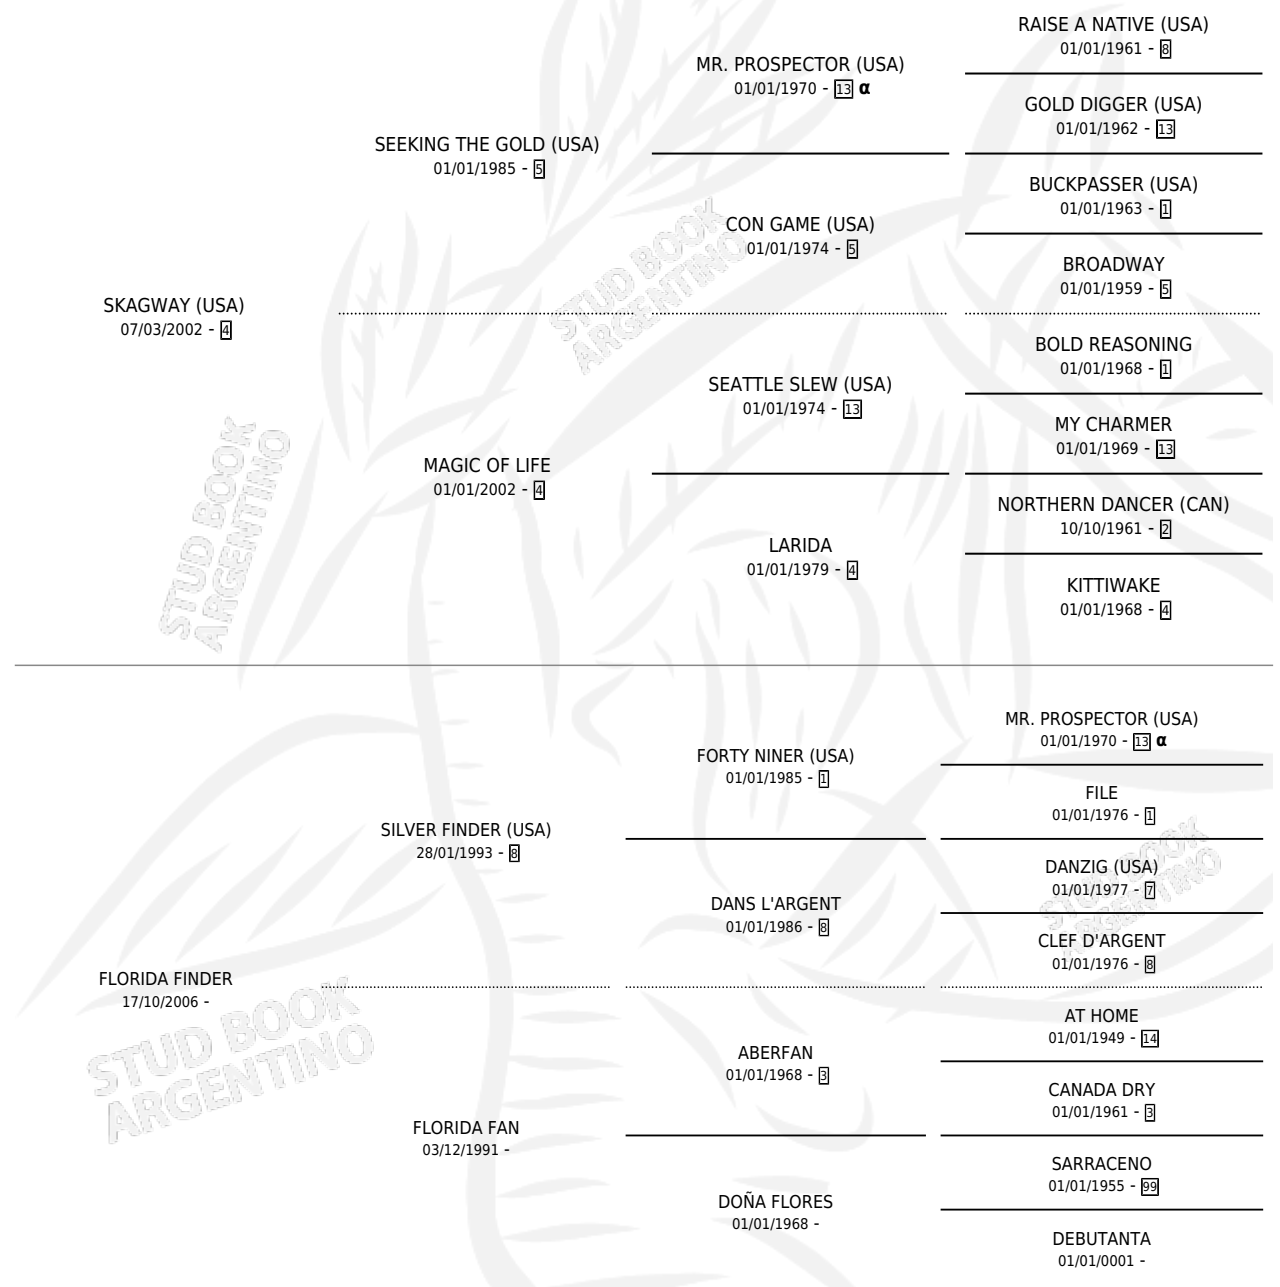 RAISE A NATIVE (USA)
01/01/1961 - 8
MR. PROSPECTOR (USA)
01/01/1970 - 13 α
GOLD DIGGER (USA)
01/01/1962 - 13
SEEKING THE GOLD (USA)
01/01/1985 - 5
BUCKPASSER (USA)
01/01/1963 - 1
CON GAME (USA)
01/01/1974 - 5
BROADWAY
01/01/1959 - 5
SKAGWAY (USA)
07/03/2002 - 4
BOLD REASONING
01/01/1968 - 1
SEATTLE SLEW (USA)
01/01/1974 - 13
MY CHARMER
01/01/1969 - 13
MAGIC OF LIFE
01/01/2002 - 4
NORTHERN DANCER (CAN)
10/10/1961 - 2
LARIDA
01/01/1979 - 4
KITTIWAKE
01/01/1968 - 4
MR. PROSPECTOR (USA)
01/01/1970 - 13 α
FORTY NINER (USA)
01/01/1985 - 1
FILE
01/01/1976 - 1
SILVER FINDER (USA)
28/01/1993 - 8
DANZIG (USA)
01/01/1977 - 7
DANS L'ARGENT
01/01/1986 - 8
CLEF D'ARGENT
01/01/1976 - 8
FLORIDA FINDER
17/10/2006 -
AT HOME
01/01/1949 - 14
ABERFAN
01/01/1968 - 3
CANADA DRY
01/01/1961 - 3
FLORIDA FAN
03/12/1991 -
SARRACENO
01/01/1955 - 99
DOÑA FLORES
01/01/1968 -
DEBUTANTA
01/01/0001 -
STUD BOOK
ARGENTINO
STUD BOOK
ARGENTINO
STUD BOOK
ARGENTINO
STUD BOOK
ARGENTINO